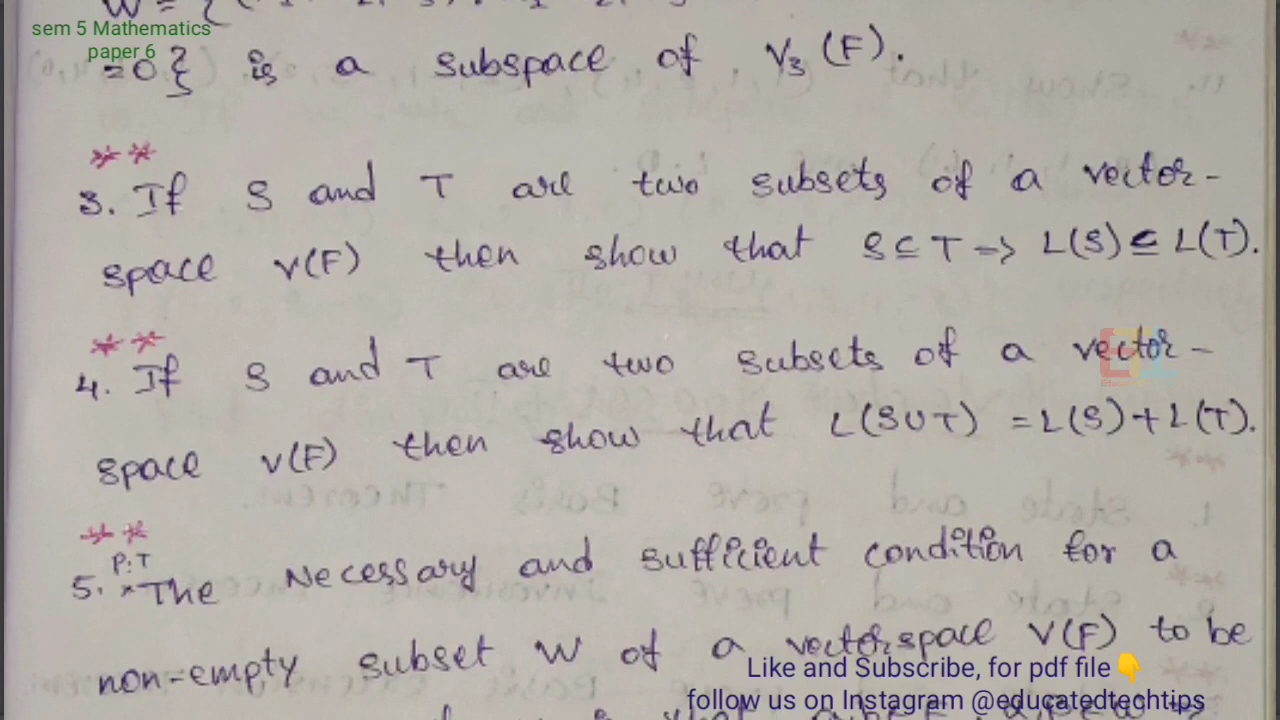 sem 5 Mathematics
paper 6
=0} is a subspace of V₃(F).
**
3. If S and T are two subsets of a vector-
space V(F) then show that S⊆T => L(S)⊆L(T).
**
4. If S and T are two subsets of a vector-
space V(F) then show that L(SUT) =L(S)+L(T).
**
P.T
5. *The Necessary and sufficient condition for a
non-empty subset W of a vectorspace V(F) to be
Like and Subscribe, for pdf file👇
follow us on Instagram @educatedtechtips